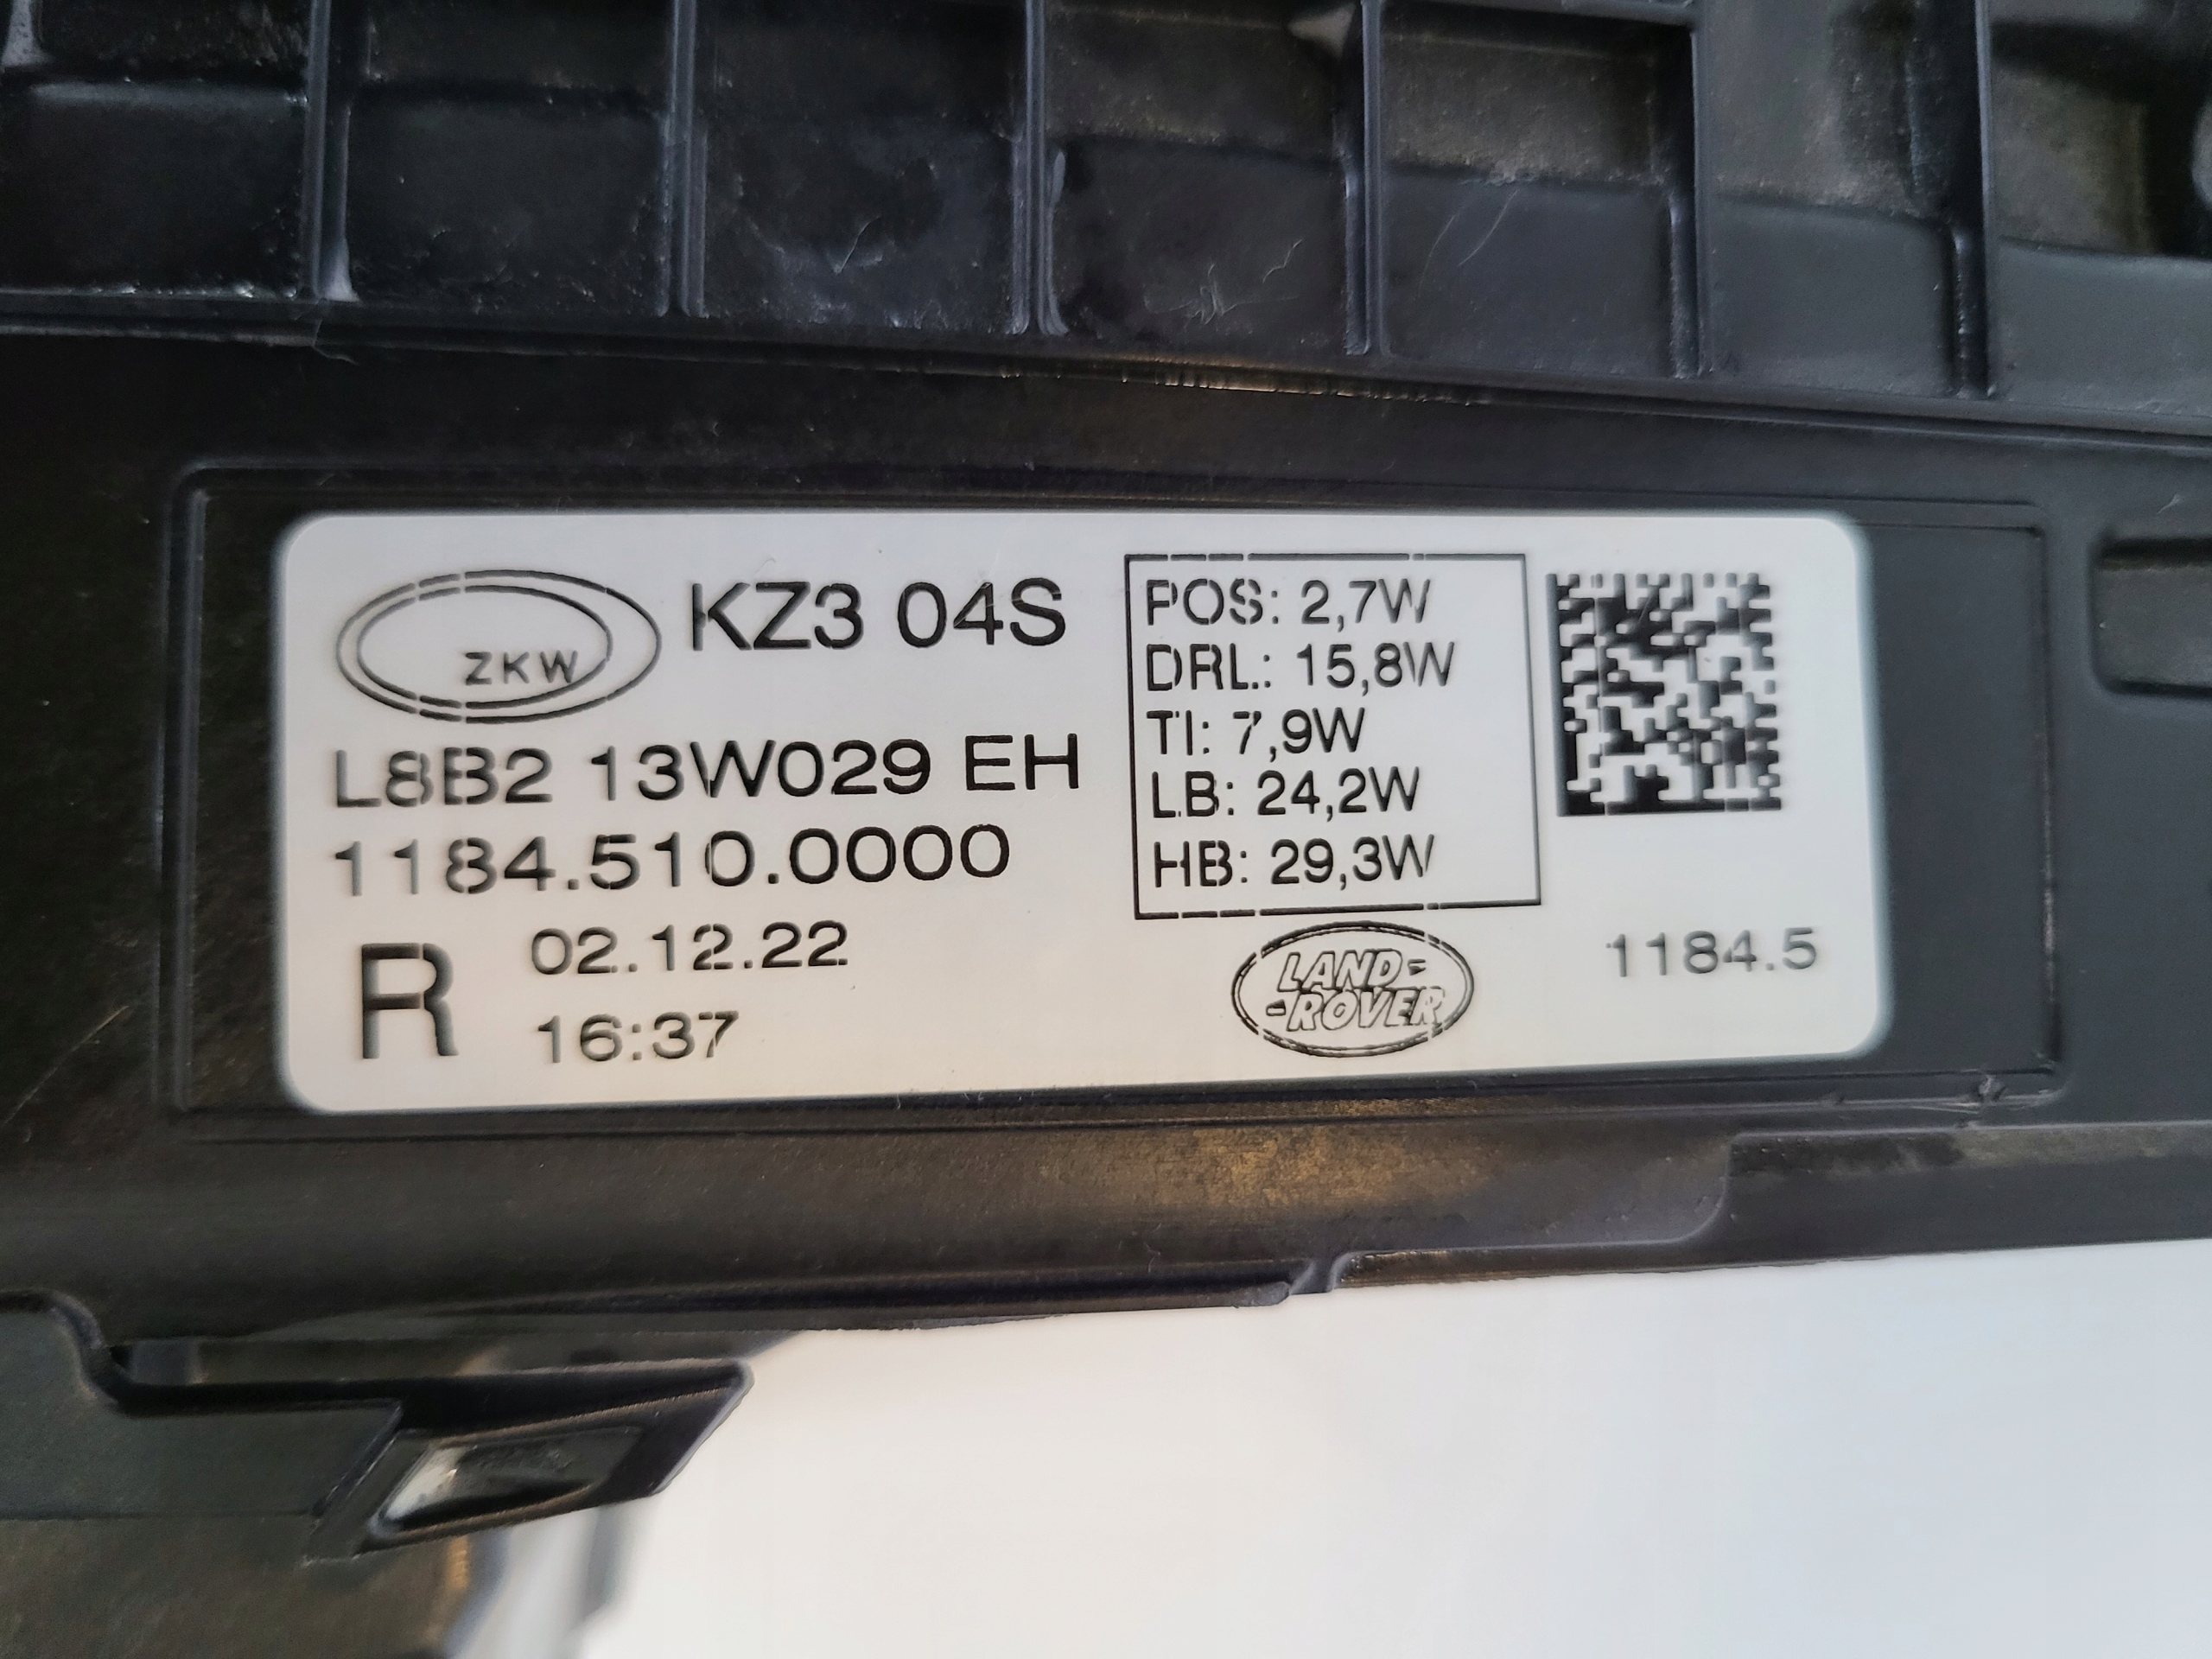 ZKW
KZ3 04S
L8B2 13W029 EH
1184.510.0000
R
02.12.22
16:37
POS: 2,7W
DRL: 15,8W
TI: 7,9W
LB: 24,2W
HB: 29,3W
LAND-
-ROVER
1184.5